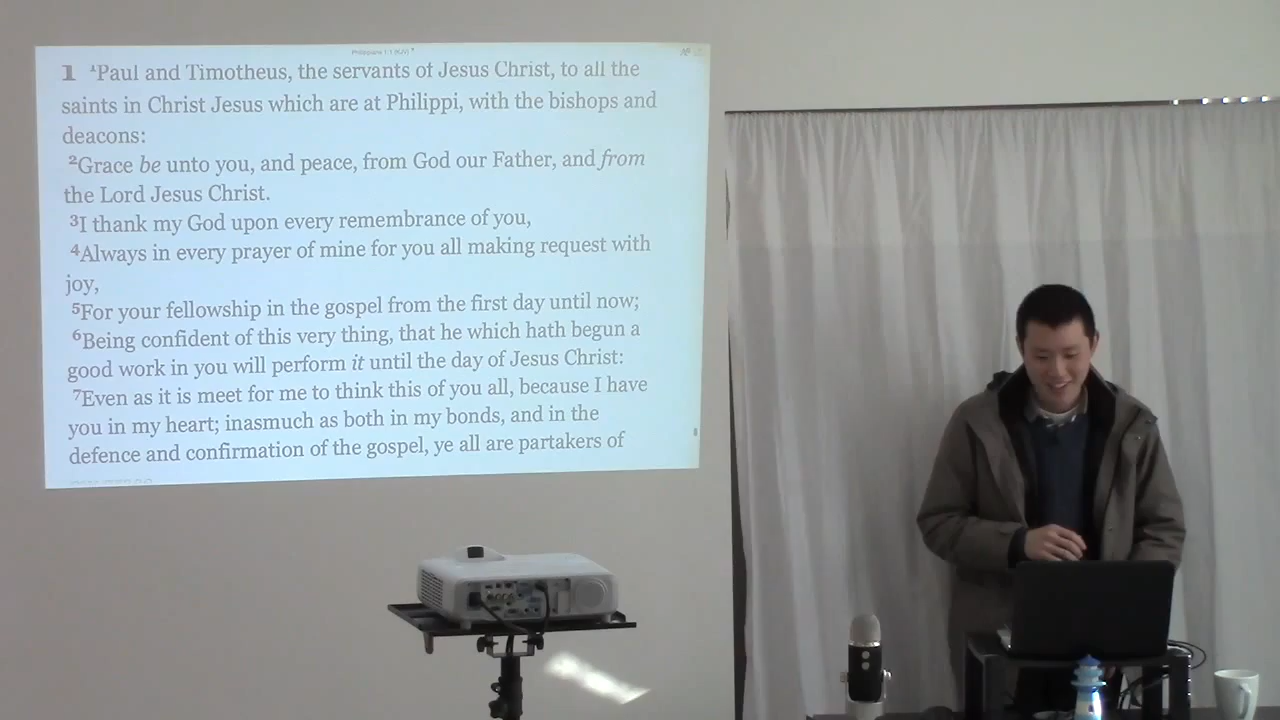 Philippians 1:1 (KJV)
1 ¹Paul and Timotheus, the servants of Jesus Christ, to all the
saints in Christ Jesus which are at Philippi, with the bishops and
deacons:
²Grace be unto you, and peace, from God our Father, and from
the Lord Jesus Christ.
³I thank my God upon every remembrance of you,
⁴Always in every prayer of mine for you all making request with
joy,
⁵For your fellowship in the gospel from the first day until now;
⁶Being confident of this very thing, that he which hath begun a
good work in you will perform it until the day of Jesus Christ:
⁷Even as it is meet for me to think this of you all, because I have
you in my heart; inasmuch as both in my bonds, and in the
defence and confirmation of the gospel, ye all are partakers of